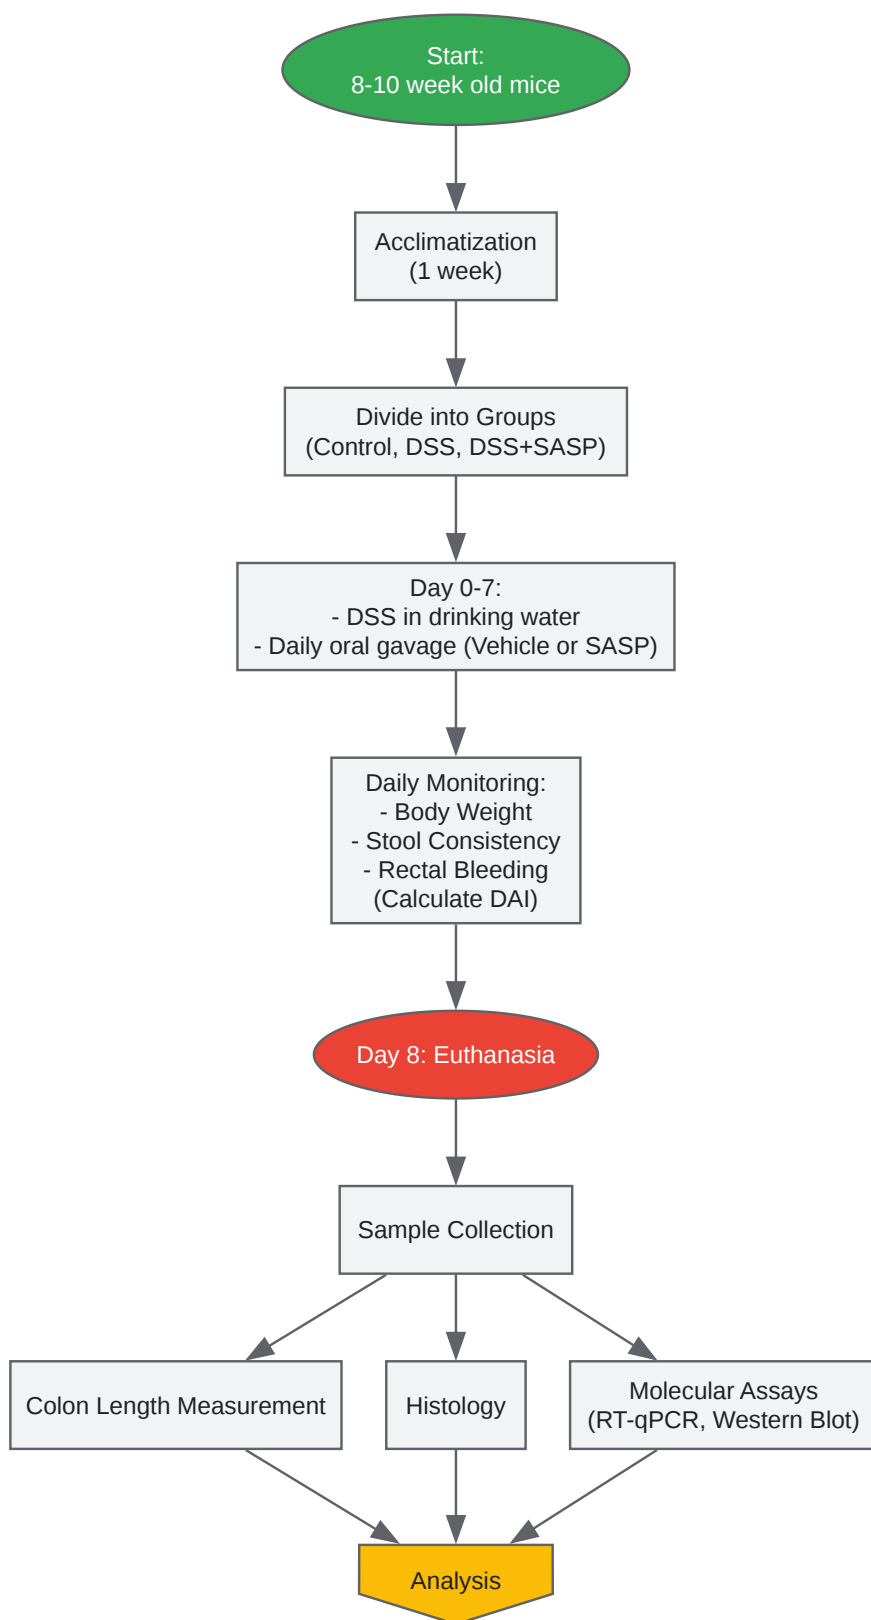 Start:
8-10 week old mice
Acclimatization
(1 week)
Divide into Groups
(Control, DSS, DSS+SASP)
Day 0-7:
- DSS in drinking water
- Daily oral gavage (Vehicle or SASP)
Daily Monitoring:
- Body Weight
- Stool Consistency
- Rectal Bleeding
(Calculate DAI)
Day 8: Euthanasia
Sample Collection
Colon Length Measurement
Histology
Molecular Assays
(RT-qPCR, Western Blot)
Analysis